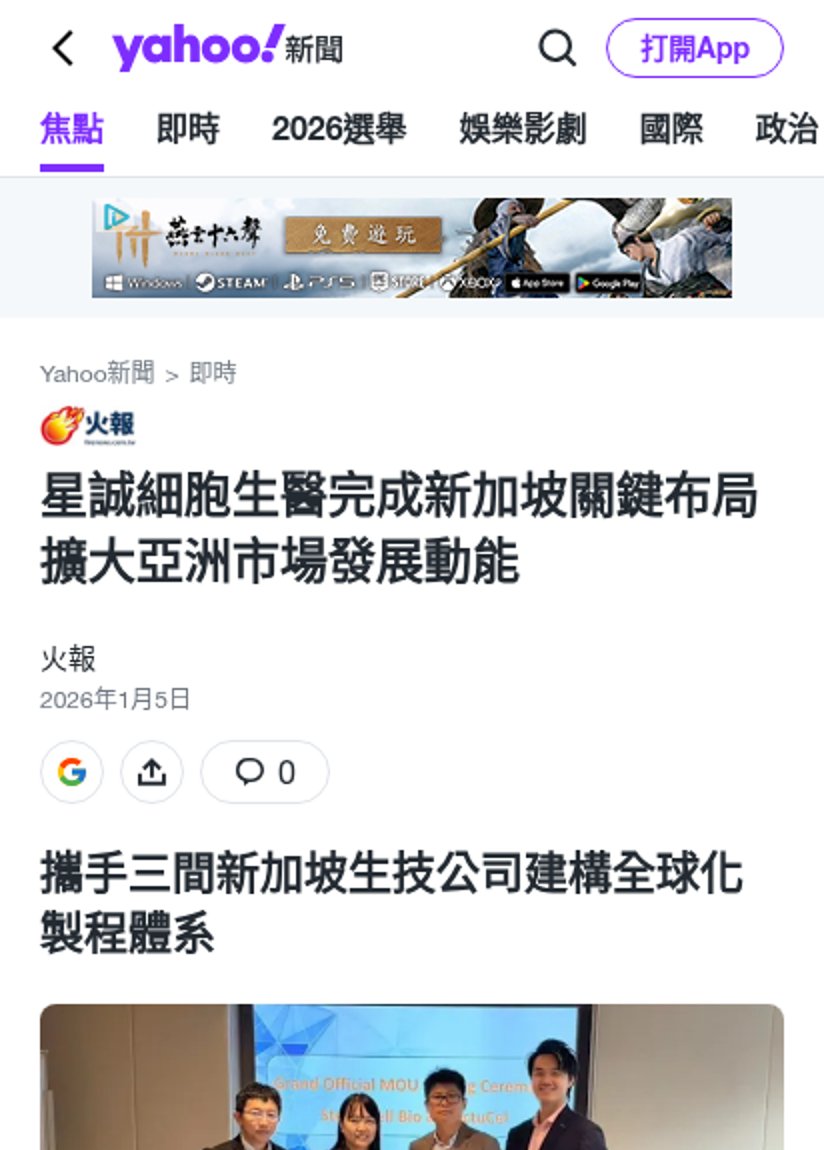 yahoo!新聞
打開App
焦點 即時 2026選舉 娛樂影劇 國際 政治
燕雲十六聲 免費遊玩
Windows STEAM PS5 STORE XBOX App Store Google Play
Yahoo新聞 > 即時
火報
星誠細胞生醫完成新加坡關鍵布局
擴大亞洲市場發展動能
火報
2026年1月5日
0
攜手三間新加坡生技公司建構全球化
製程體系
Grand Official MOU